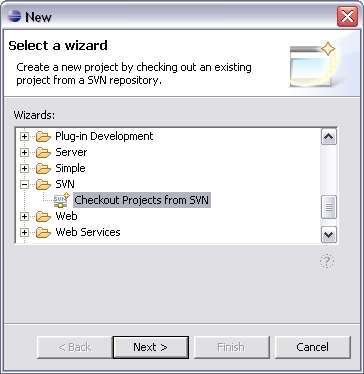 New
Select a wizard
Create a new project by checking out an existing
project from a SVN repository.
Wizards:
Plug-in Development
Server
Simple
SVN
SVN Checkout Projects from SVN
Web
Web Services
?
< Back Next > Finish Cancel